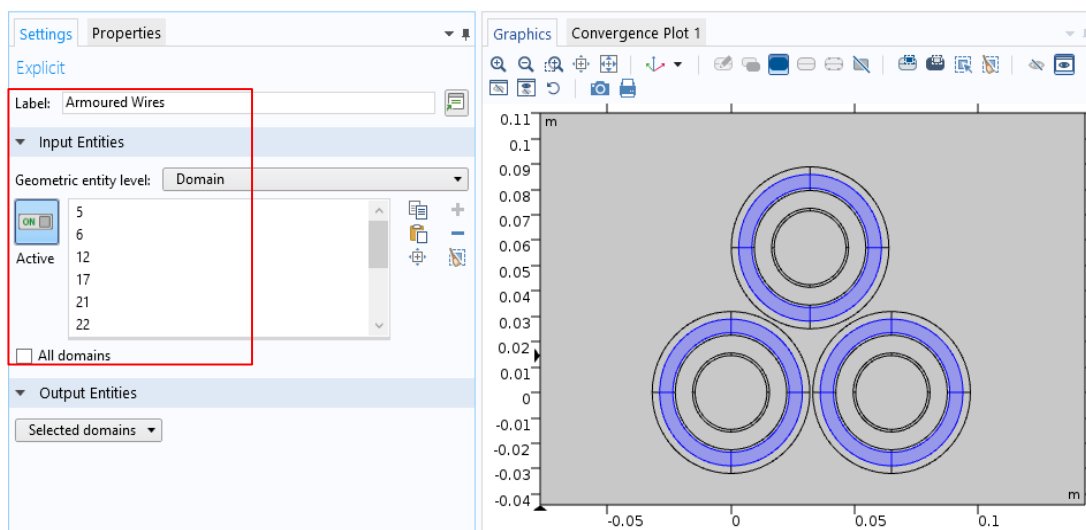 Settings Properties
Explicit
Label: Armoured Wires
Input Entities
Geometric entity level: Domain
ON
Active
5
6
12
17
21
22
All domains
Output Entities
Selected domains
Graphics Convergence Plot 1
m
0.11
0.1
0.09
0.08
0.07
0.06
0.05
0.04
0.03
0.02
0.01
0
-0.01
-0.02
-0.03
-0.04
m
-0.05 0 0.05 0.1